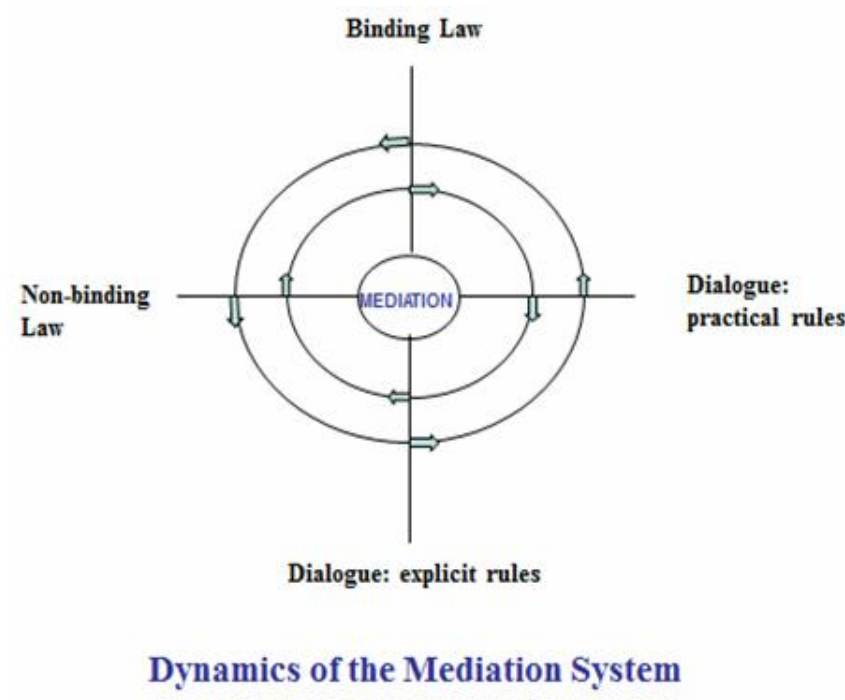 Binding Law
Non-binding
Law
MEDIATION
Dialogue:
practical rules
Dialogue: explicit rules
Dynamics of the Mediation System